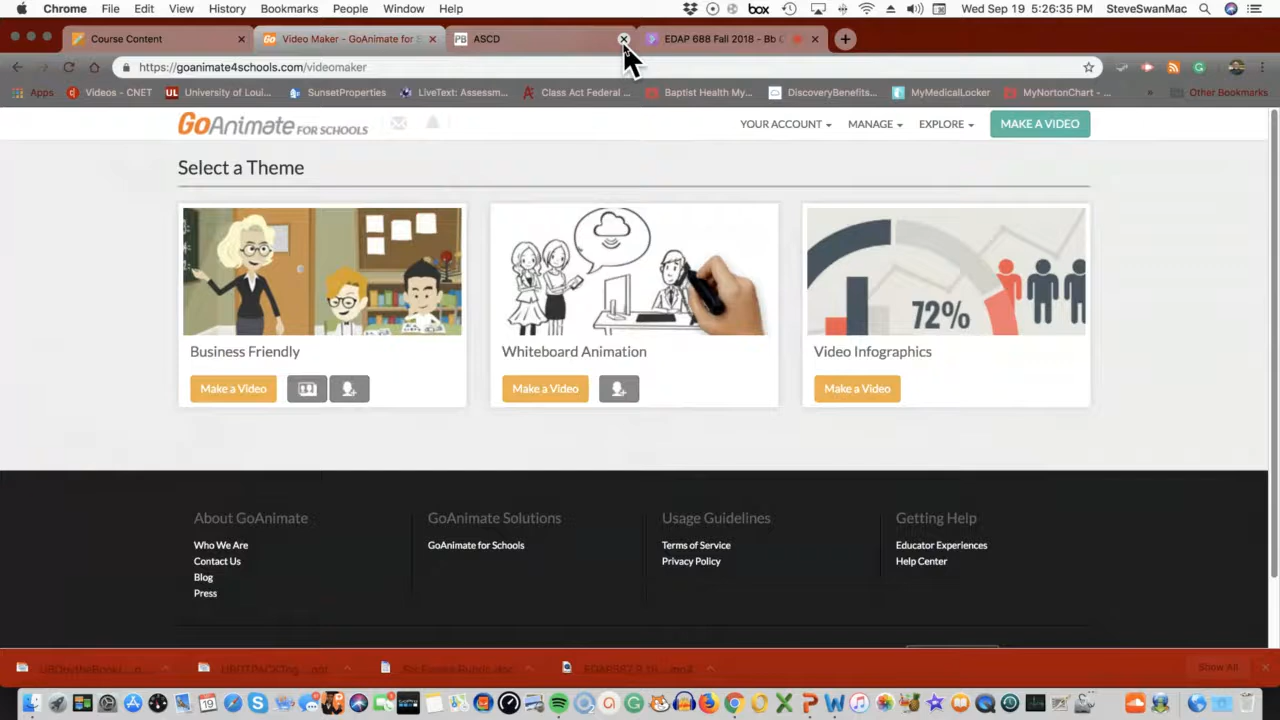 Chrome File Edit View History Bookmarks People Window Help box Wed Sep 19 5:26:35 PM SteveSwanMac
Course Content Video Maker - GoAnimate for S PB ASCD EDAP 688 Fall 2018 - Bb C
https://goanimate4schools.com/videomaker
Apps Videos - CNET UL University of Loui... SunsetProperties LiveText: Assessm... Class Act Federal ... Baptist Health My... DiscoveryBenefits... MyMedicalLocker MyNortonChart - ... » Other Bookmarks
GoAnimate FOR SCHOOLS YOUR ACCOUNT MANAGE EXPLORE MAKE A VIDEO
Select a Theme
72%
Business Friendly Whiteboard Animation Video Infographics
Make a Video Make a Video Make a Video
About GoAnimate GoAnimate Solutions Usage Guidelines Getting Help
Who We Are GoAnimate for Schools Terms of Service Educator Experiences
Contact Us Privacy Policy Help Center
Blog
Press
Show All